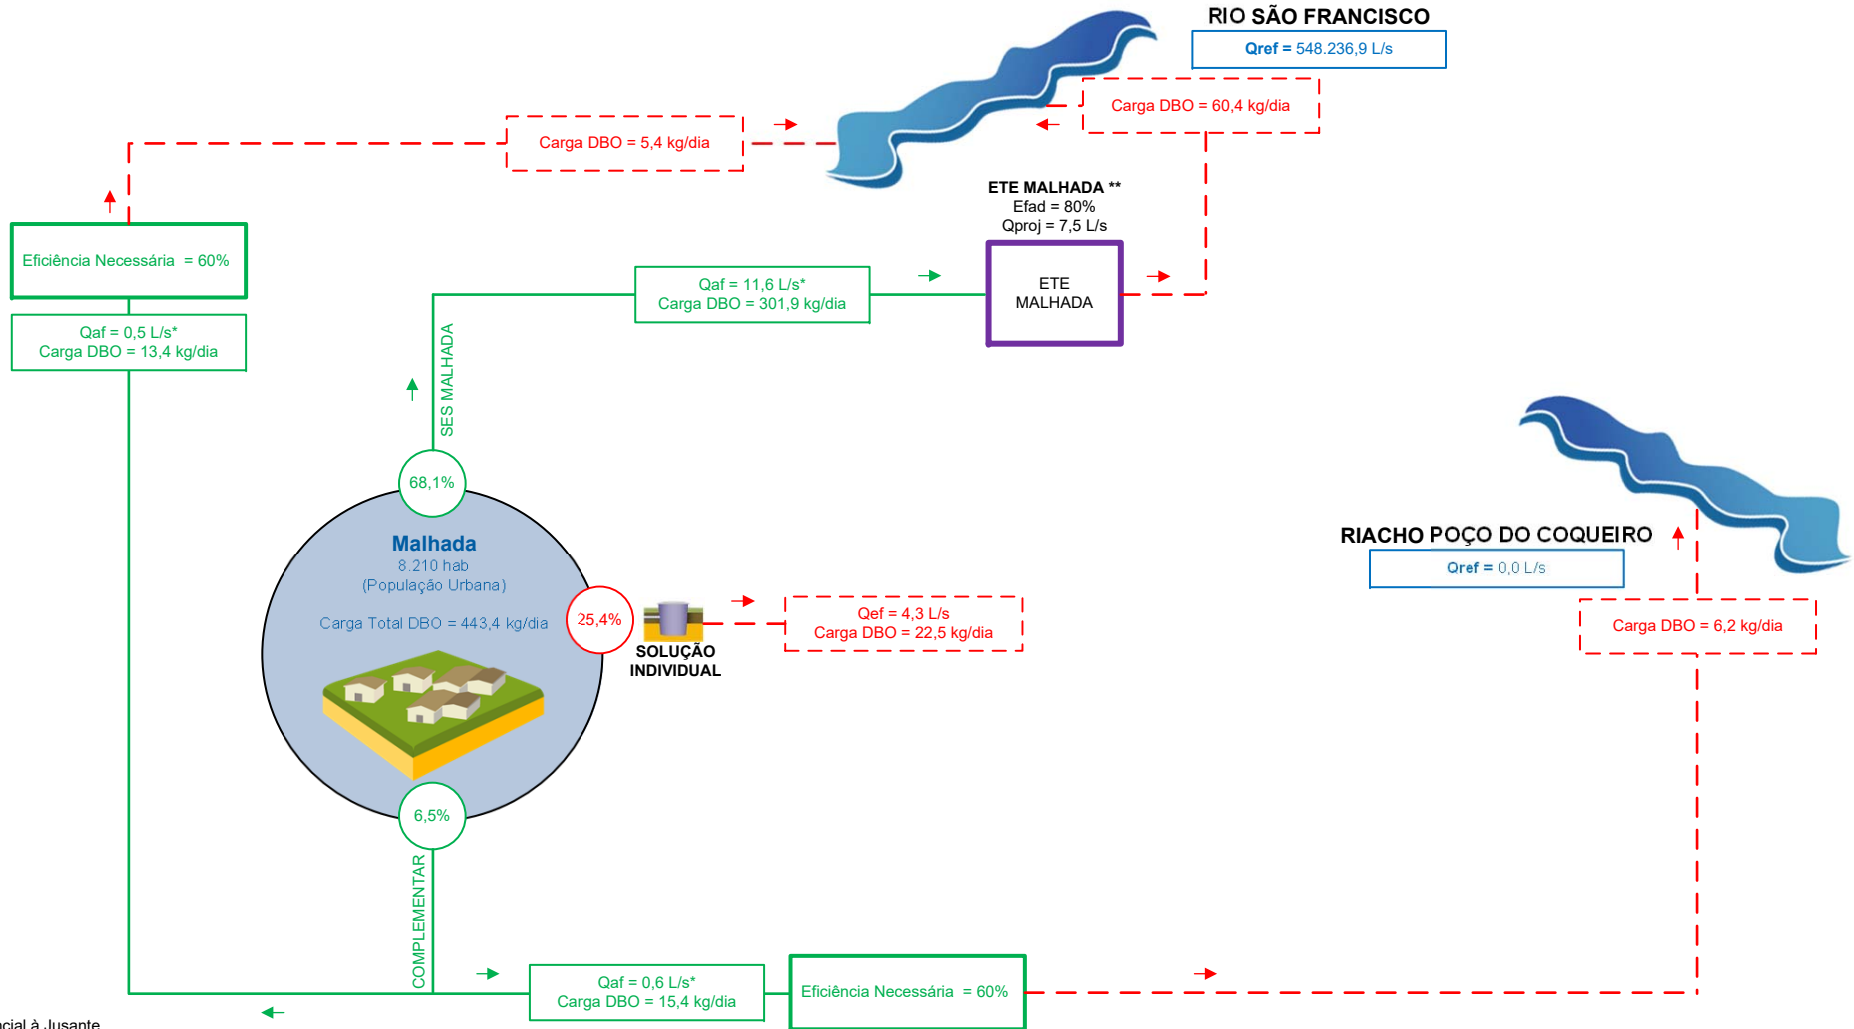 RIO SÃO FRANCISCO
Qref = 548.236,9 L/s
Carga DBO = 60,4 kg/dia
Carga DBO = 5,4 kg/dia
ETE MALHADA **
Efad = 80%
Qproj = 7,5 L/s
Eficiência Necessária = 60%
Qaf = 11,6 L/s*
Carga DBO = 301,9 kg/dia
ETE
MALHADA
Qaf = 0,5 L/s*
Carga DBO = 13,4 kg/dia
SES MALHADA
68,1%
Malhada
8.210 hab
(População Urbana)
Carga Total DBO = 443,4 kg/dia
25,4%
SOLUÇÃO
INDIVIDUAL
Qef = 4,3 L/s
Carga DBO = 22,5 kg/dia
RIACHO POÇO DO COQUEIRO
Qref = 0,0 L/s
Carga DBO = 6,2 kg/dia
6,5%
COMPLEMENTAR
Qaf = 0,6 L/s*
Carga DBO = 15,4 kg/dia
Eficiência Necessária = 60%
à Jusante